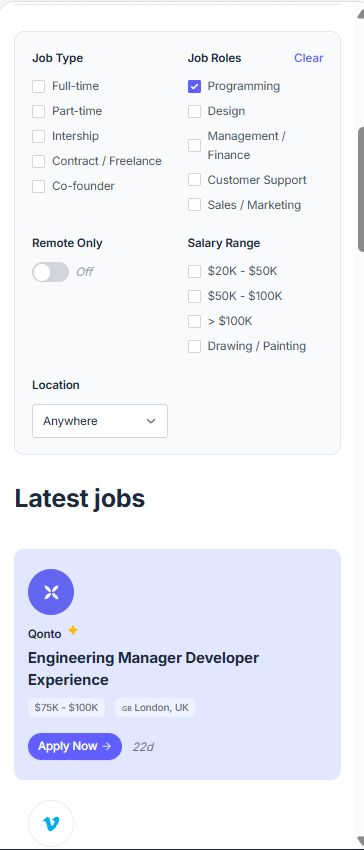 Job Type
Full-time
Part-time
Intership
Contract / Freelance
Co-founder
Job Roles
Clear
Programming
Design
Management /
Finance
Customer Support
Sales / Marketing
Remote Only
Off
Salary Range
$20K - $50K
$50K - $100K
> $100K
Drawing / Painting
Location
Anywhere
Latest jobs
Qonto
Engineering Manager Developer
Experience
$75K - $100K
GB London, UK
Apply Now →
22d